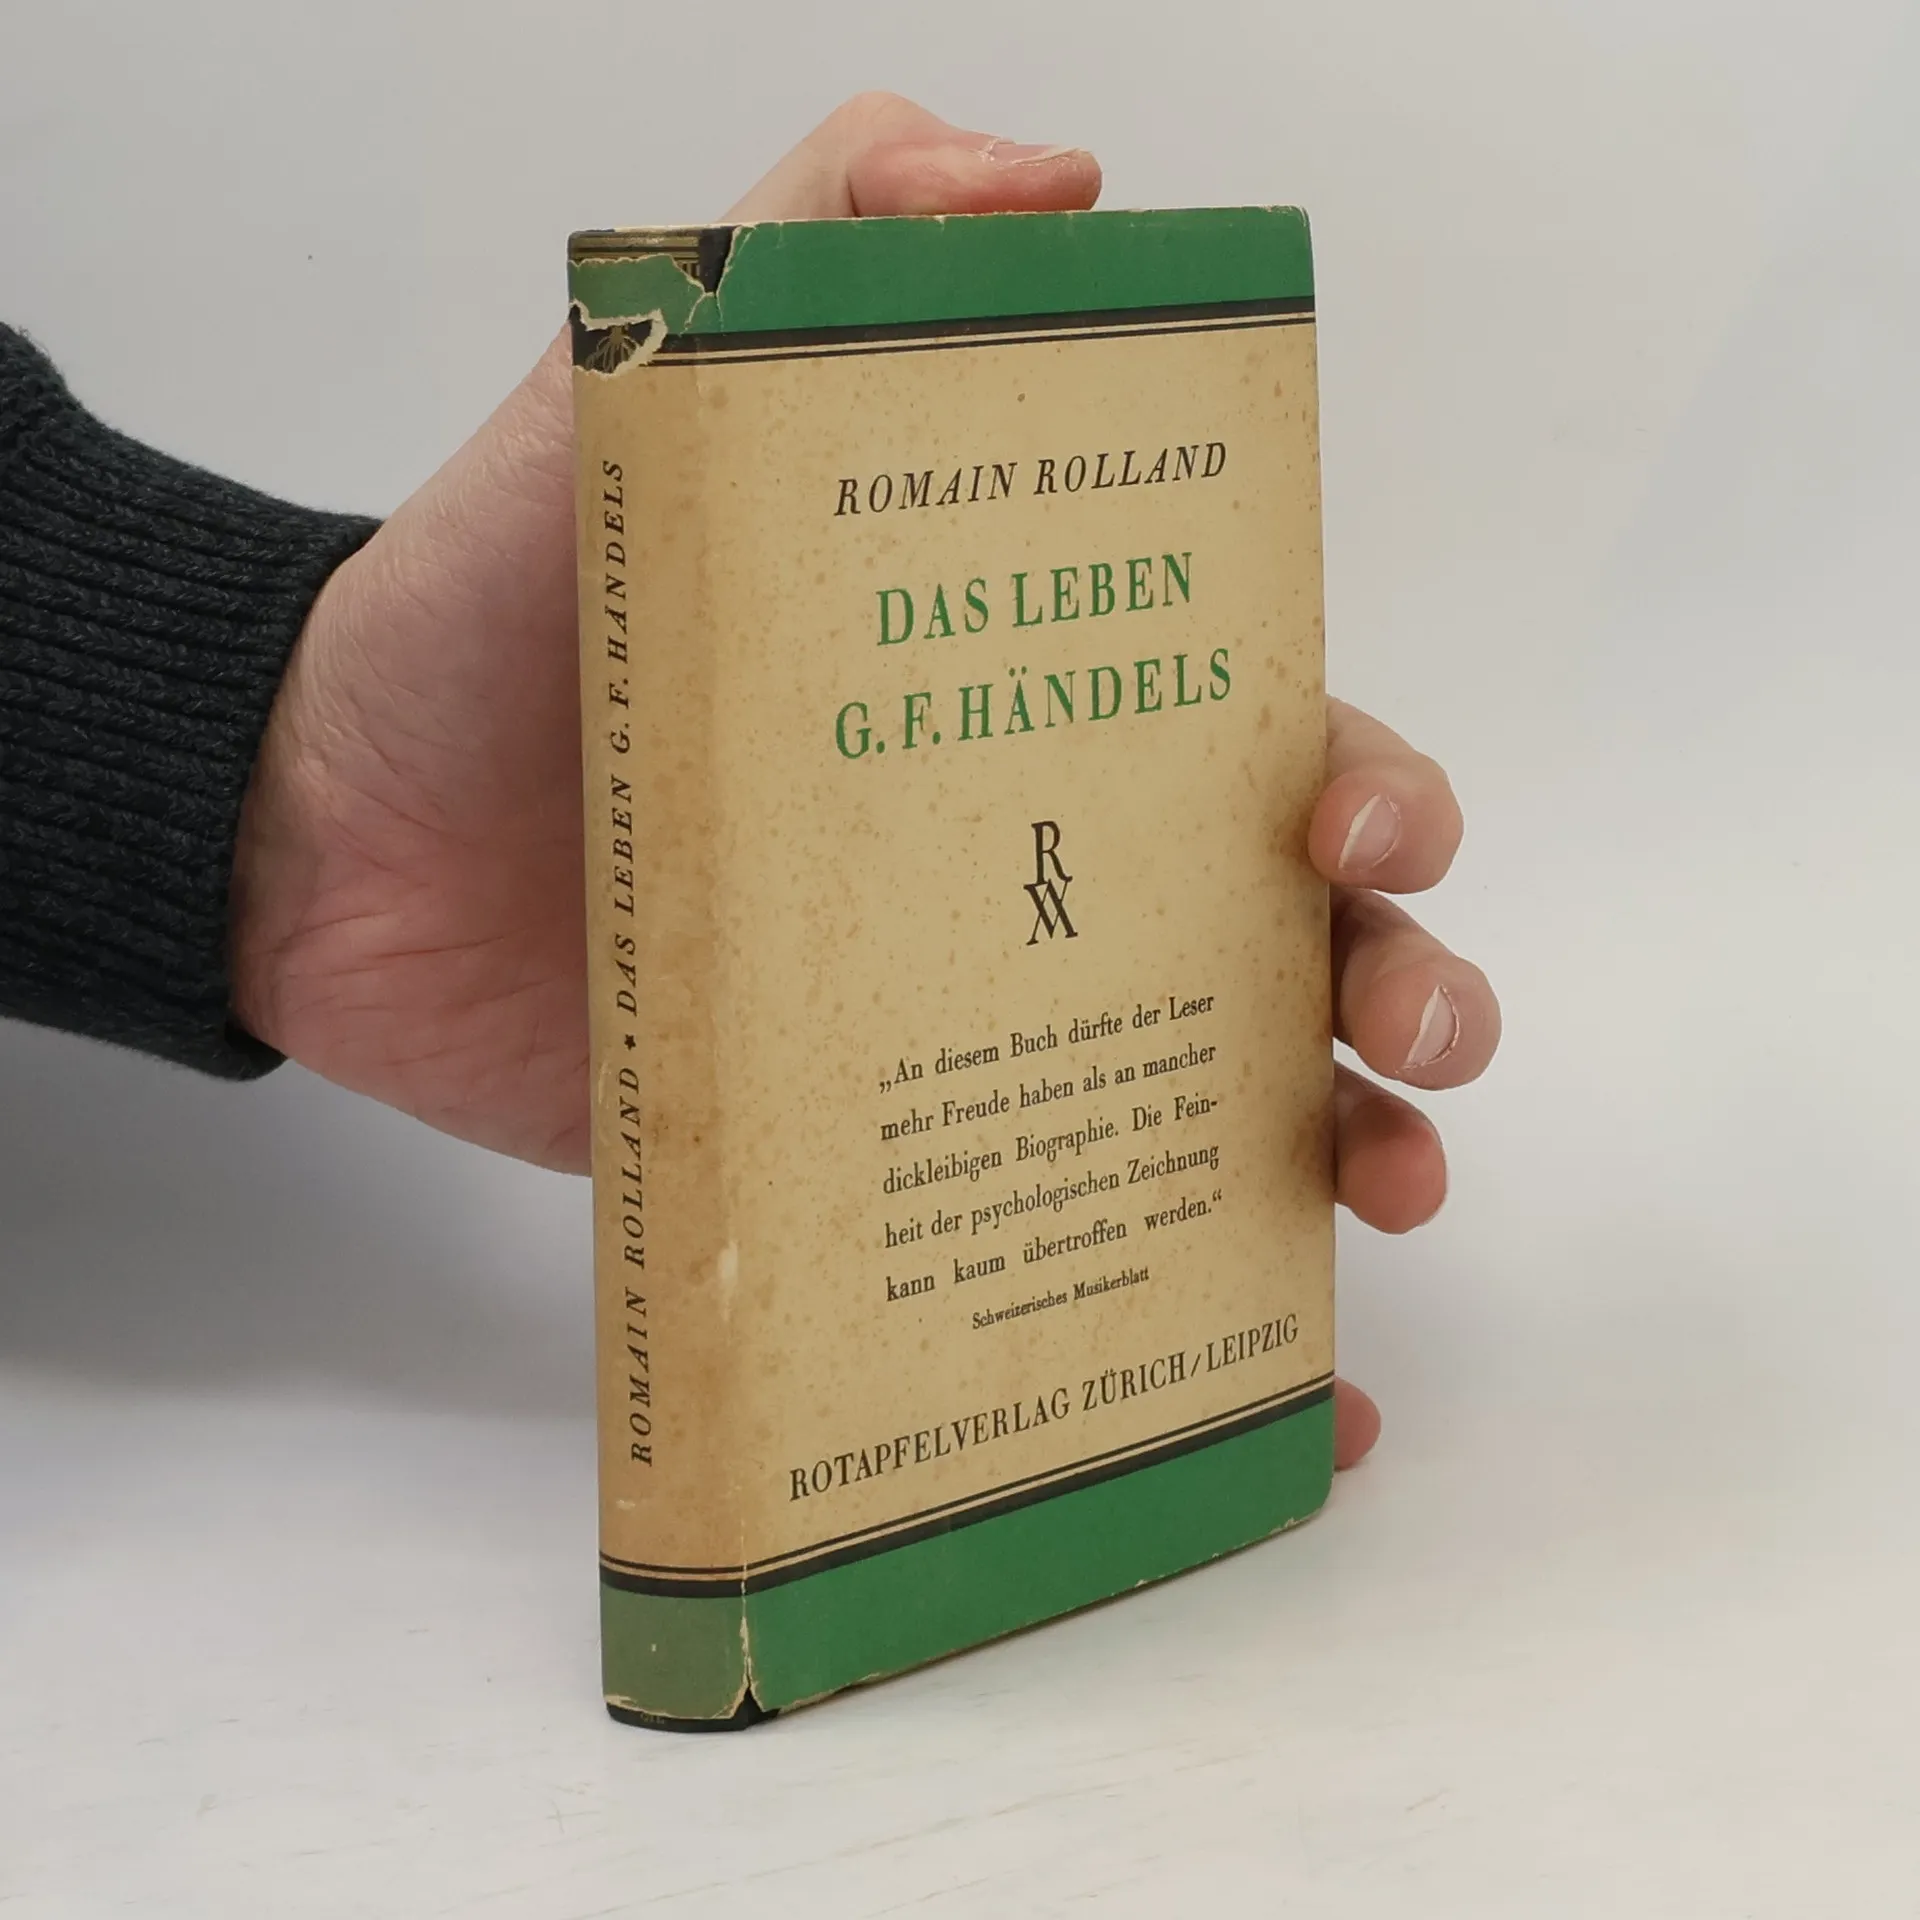 ROMAIN ROLLAND ★ DAS LEBEN G. F. HÄNDELS
ROMAIN ROLLAND
DAS LEBEN
G. F. HÄNDELS
R
W
„An diesem Buch dürfte der Leser
mehr Freude haben als an mancher
dickleibigen Biographie. Die Fein-
heit der psychologischen Zeichnung
kann kaum übertroffen werden.“
Schweizerisches Musikerblatt
ROTAPFELVERLAG ZÜRICH/LEIPZIG